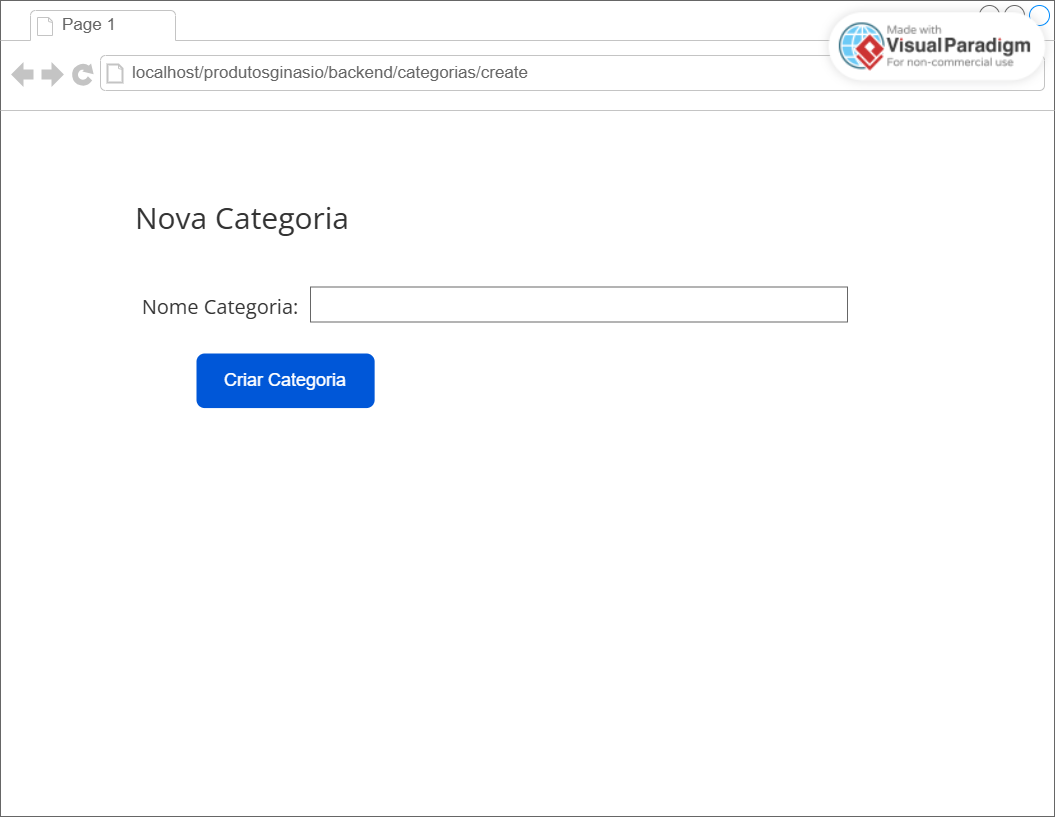 Page 1
Made with
Visual Paradigm
For non-commercial use
localhost/produtosginasio/backend/categorias/create
Nova Categoria
Nome Categoria:
Criar Categoria